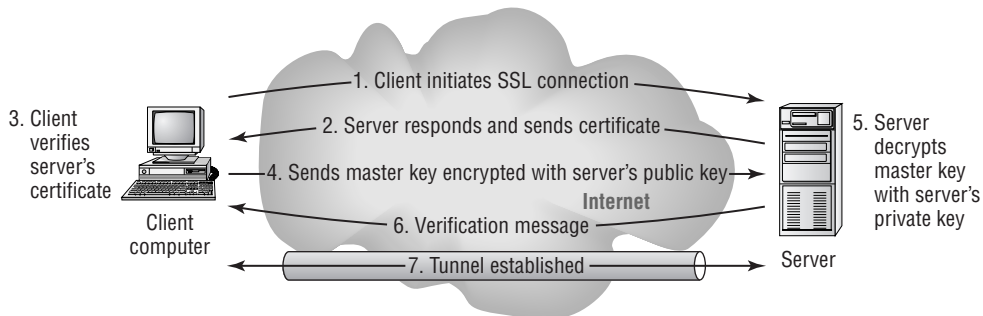 1. Client initiates SSL connection
3. Client
verifies
server's
certificate
2. Server responds and sends certificate
5. Server
decrypts
master key
with server's
private key
4. Sends master key encrypted with server's public key
Internet
Client
computer
6. Verification message
7. Tunnel established
Server